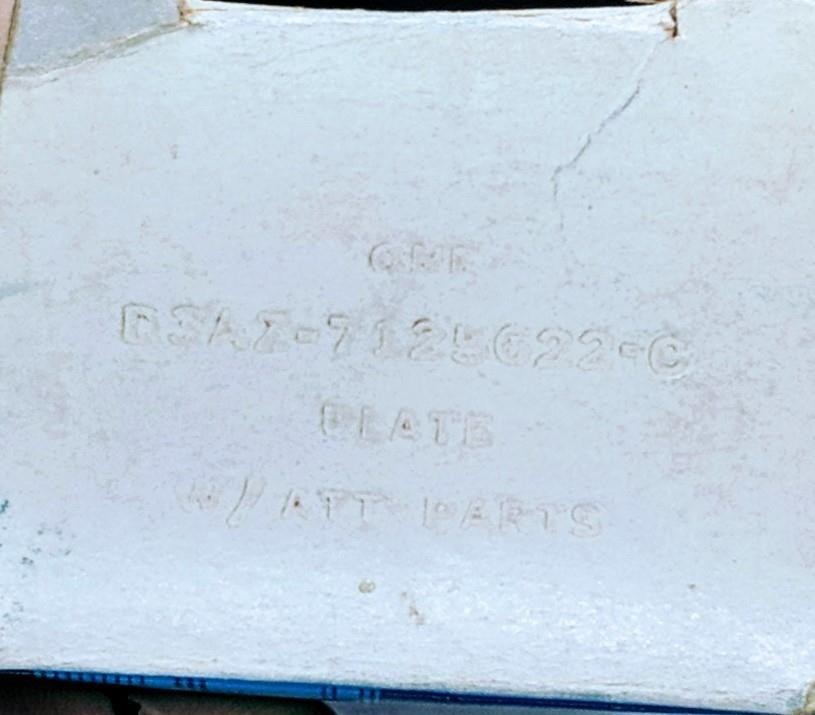 ONE
D3AZ-7125622-C
PLATE
W/ATT PARTS